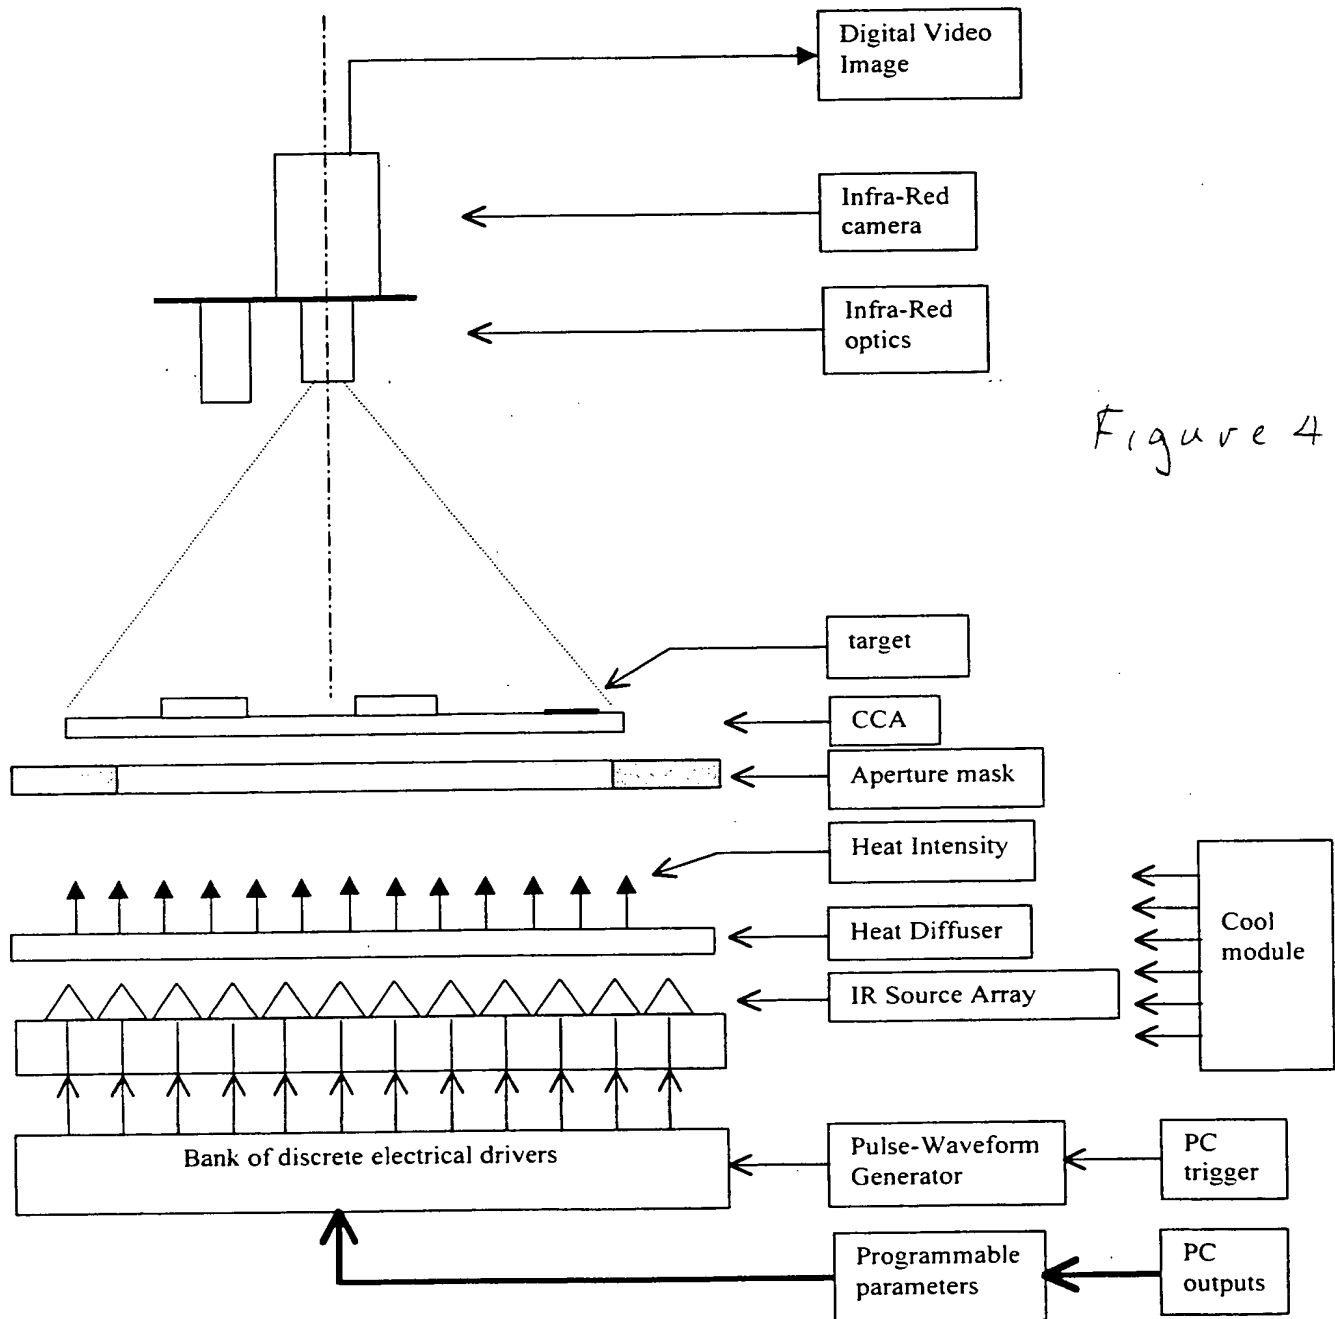 Digital Video
Image
Infra-Red
camera
Infra-Red
optics
Figure 4
target
CCA
Aperture mask
Heat Intensity
Heat Diffuser
Cool
module
IR Source Array
Bank of discrete electrical drivers
Pulse-Waveform
Generator
PC
trigger
Programmable
parameters
PC
outputs